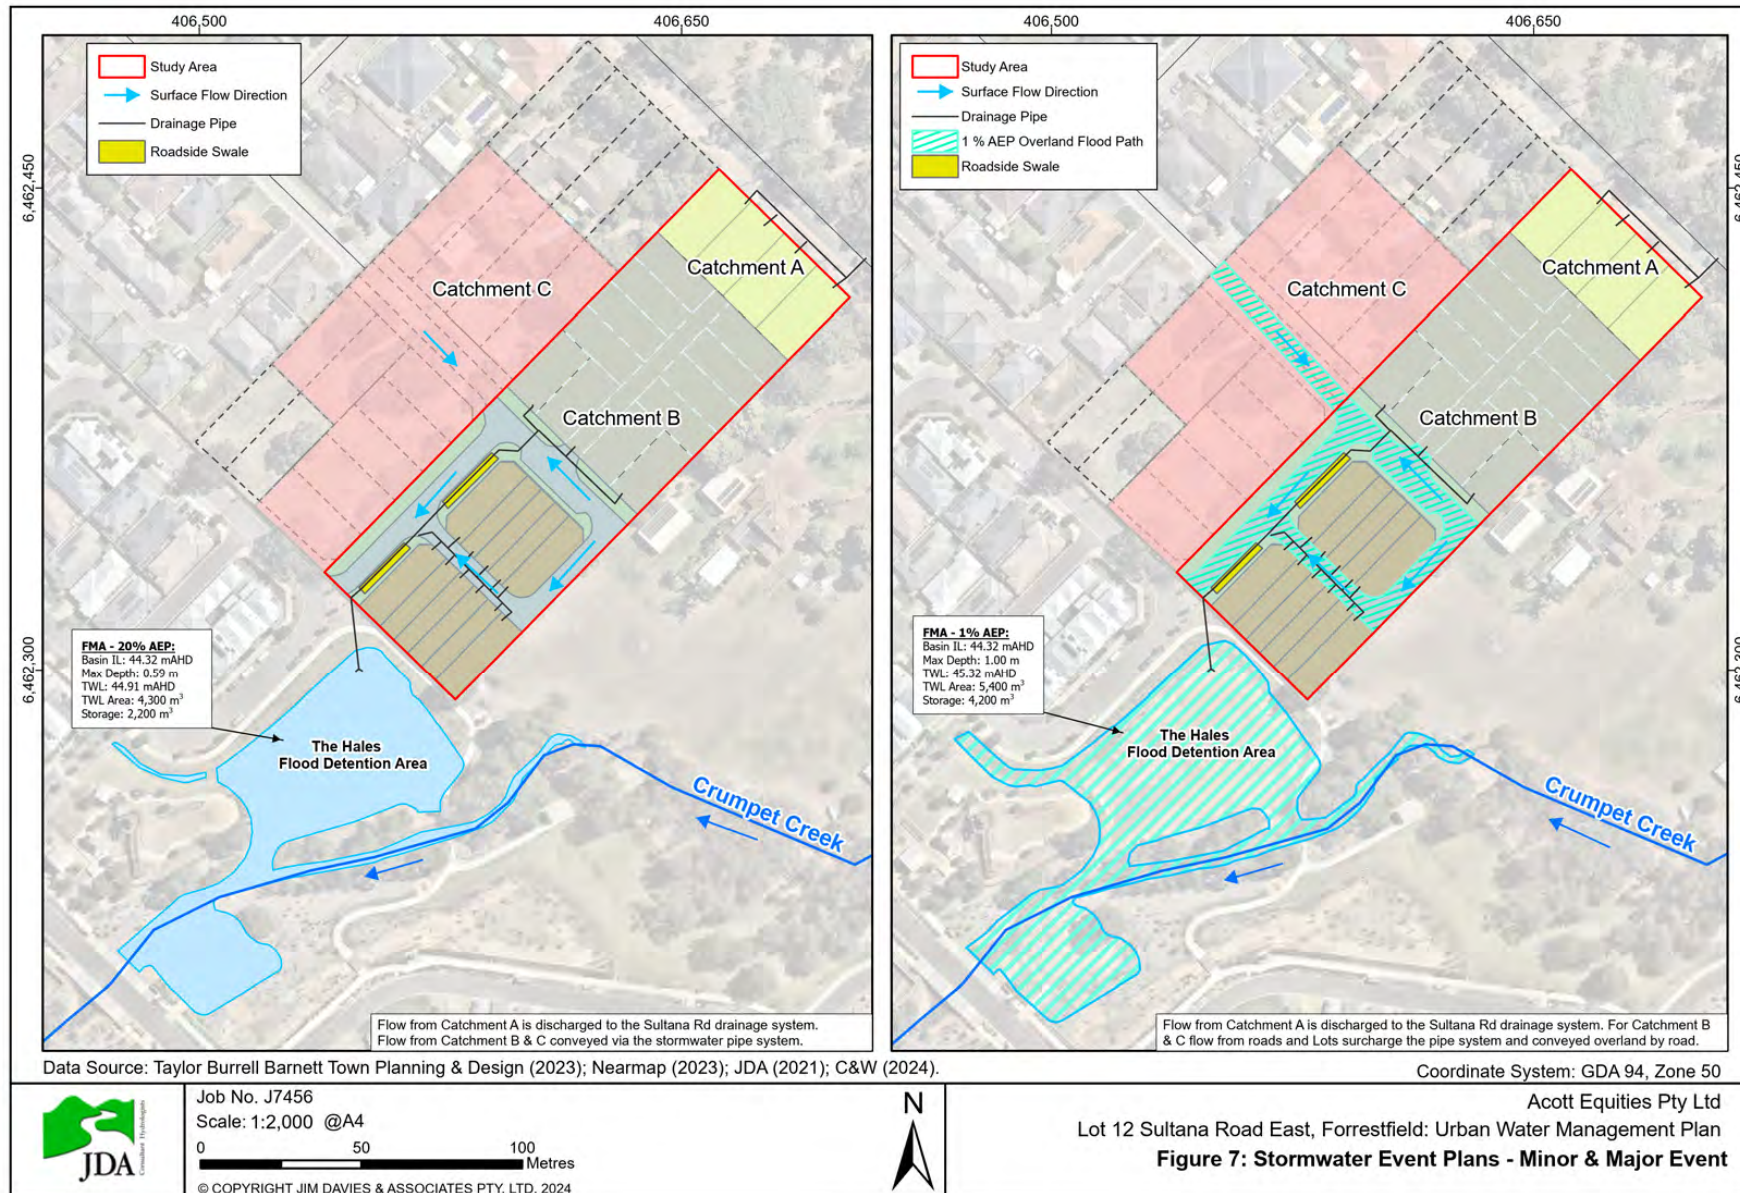 406,500
406,650
406,500
406,650
6,462,450
6,462,300
6,462,450
6,462,300
Study Area
Surface Flow Direction
Drainage Pipe
Roadside Swale
Catchment A
Catchment C
Catchment B
FMA - 20% AEP:
Basin IL: 44.32 mAHD
Max Depth: 0.59 m
TWL: 44.91 mAHD
TWL Area: 4,300 m³
Storage: 2,200 m³
The Hales
Flood Detention Area
Crumpet Creek
Flow from Catchment A is discharged to the Sultana Rd drainage system.
Flow from Catchment B & C conveyed via the stormwater pipe system.
Study Area
Surface Flow Direction
Drainage Pipe
1 % AEP Overland Flood Path
Roadside Swale
Catchment A
Catchment C
Catchment B
FMA - 1% AEP:
Basin IL: 44.32 mAHD
Max Depth: 1.00 m
TWL: 45.32 mAHD
TWL Area: 5,400 m³
Storage: 4,200 m³
The Hales
Flood Detention Area
Crumpet Creek
Flow from Catchment A is discharged to the Sultana Rd drainage system. For Catchment B
& C flow from roads and Lots surcharge the pipe system and conveyed overland by road.
Data Source: Taylor Burrell Barnett Town Planning & Design (2023); Nearmap (2023); JDA (2021); C&W (2024).
Coordinate System: GDA 94, Zone 50
JDA
Consultant Hydrologists
Job No. J7456
Scale: 1:2,000 @A4
0 50 100
Metres
© COPYRIGHT JIM DAVIES & ASSOCIATES PTY. LTD. 2024
N
Acott Equities Pty Ltd
Lot 12 Sultana Road East, Forrestfield: Urban Water Management Plan
Figure 7: Stormwater Event Plans - Minor & Major Event